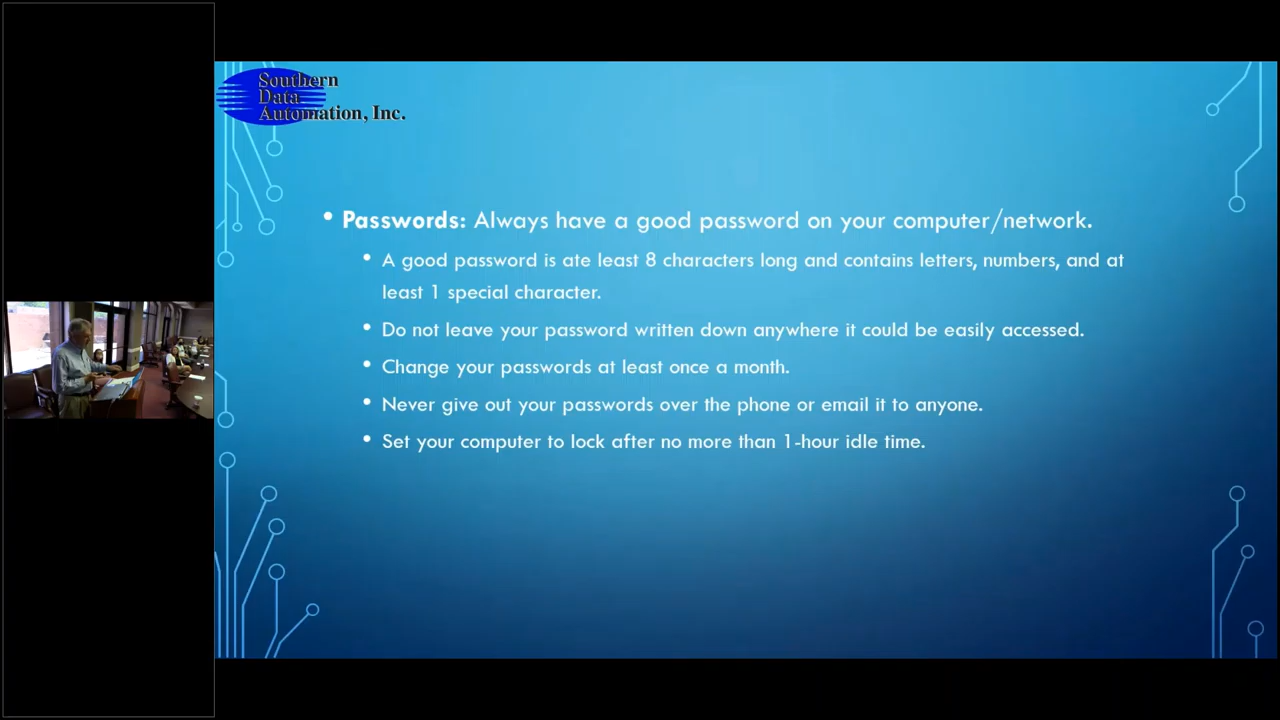 Southern
Data
Automation, Inc.
• Passwords: Always have a good password on your computer/network.
• A good password is ate least 8 characters long and contains letters, numbers, and at
least 1 special character.
• Do not leave your password written down anywhere it could be easily accessed.
• Change your passwords at least once a month.
• Never give out your passwords over the phone or email it to anyone.
• Set your computer to lock after no more than 1-hour idle time.